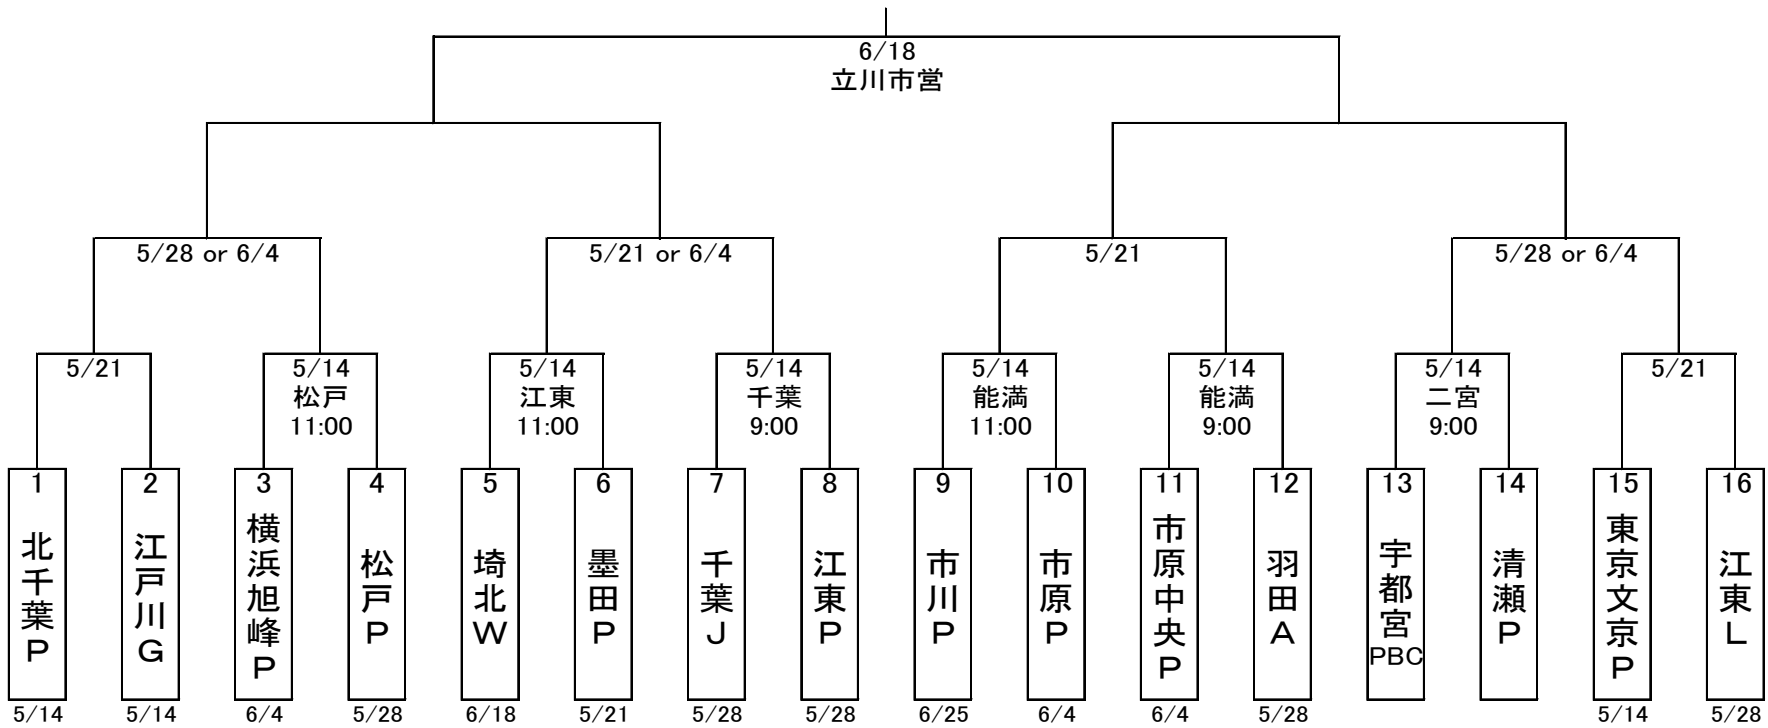 6/18
立川市営
5/28 or 6/4
5/21 or 6/4
5/21
5/28 or 6/4
5/21
5/14
松戸
11:00
5/14
江東
11:00
5/14
千葉
9:00
5/14
能満
11:00
5/14
能満
9:00
5/14
二宮
9:00
5/21
1
北千葉P
5/14
2
江戸川G
5/14
3
横浜旭峰P
6/4
4
松戸P
5/28
5
埼北W
6/18
6
墨田P
5/21
7
千葉J
5/28
8
江東P
5/28
9
市川P
6/25
10
市原P
6/4
11
市原中央P
6/4
12
羽田A
5/28
13
宇都宮
PBC
14
清瀬P
15
東京文京P
5/14
16
江東L
5/28